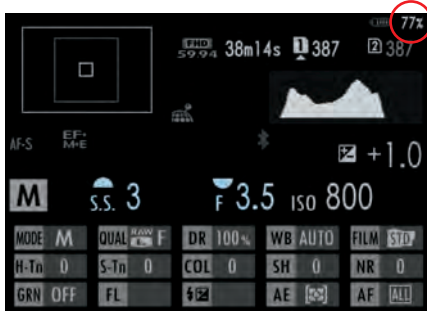 77%
FHD 59.94 38m14s 1 387 2 387
AF-S EF- M+E
+1.0
M S.S. 3 F 3.5 ISO 800
MODE M QUAL RAW L F DR 100% WB AUTO FILM STD
H-Tn 0 S-Tn 0 COL 0 SH 0 NR 0
GRN OFF FL AE AF ALL